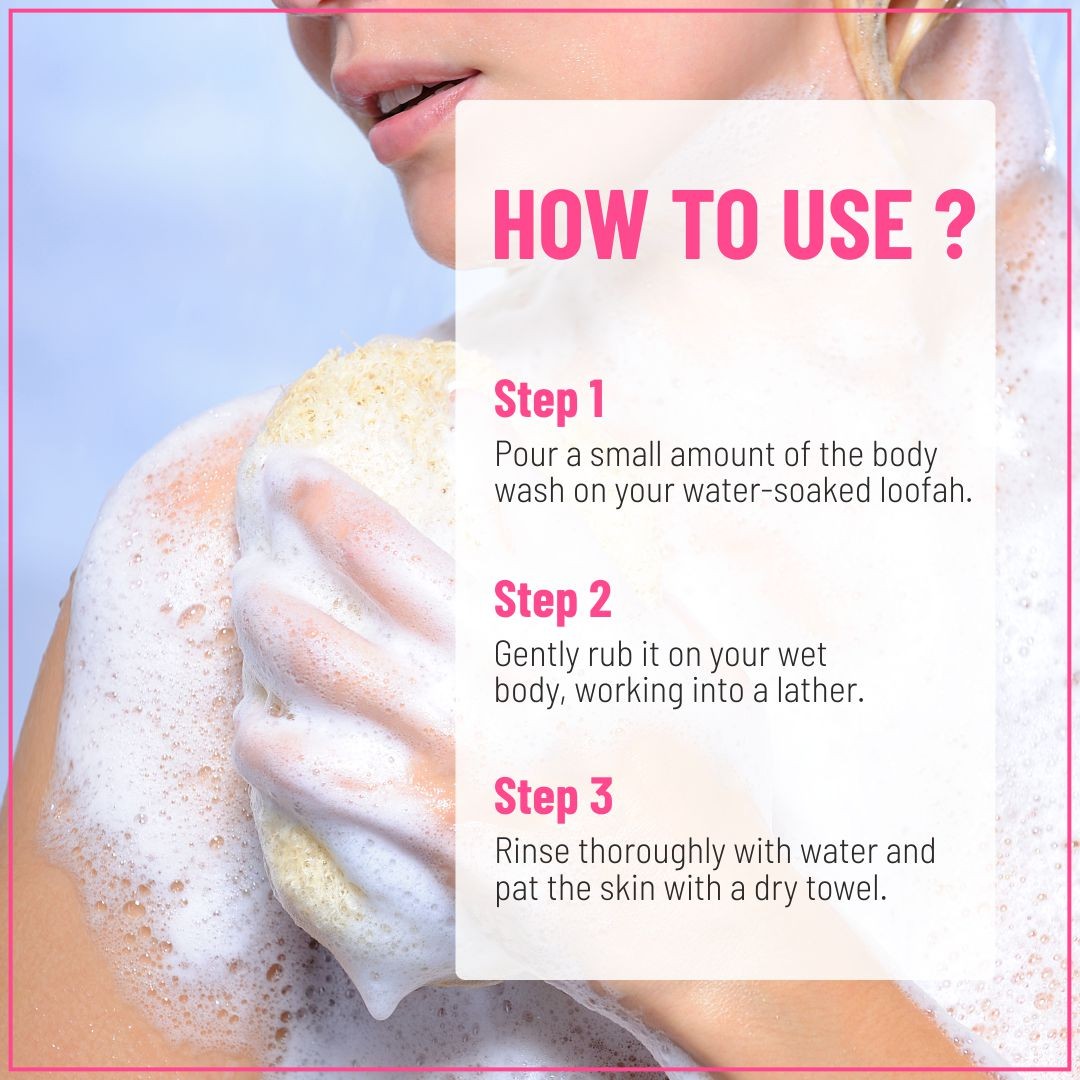 HOW TO USE ?
Step 1
Pour a small amount of the body
wash on your water-soaked loofah.
Step 2
Gently rub it on your wet
body, working into a lather.
Step 3
Rinse thoroughly with water and
pat the skin with a dry towel.